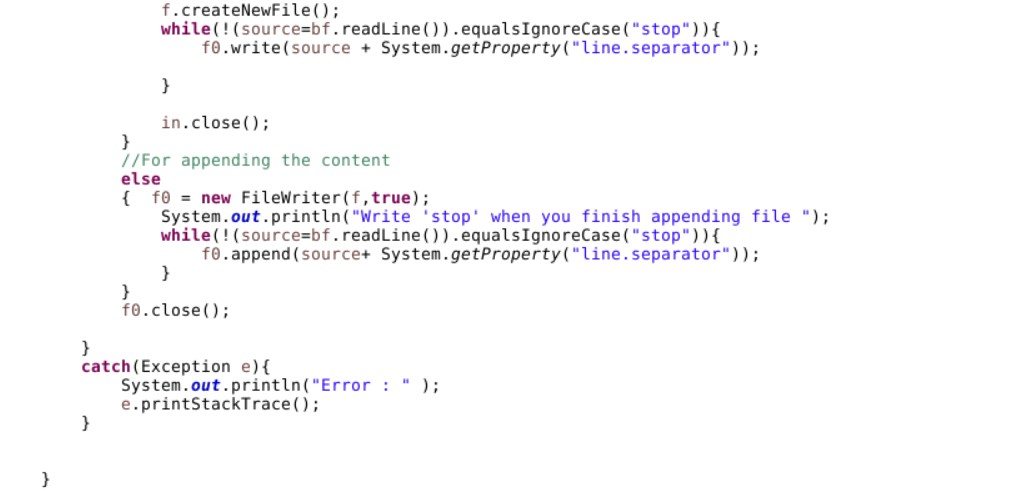 f.createNewFile();
while(!(source=bf.readLine()).equalsIgnoreCase("stop")){
f0.write(source + System.getProperty("line.separator"));
}
in.close();
}
//For appending the content
else
{  f0 = new FileWriter(f,true);
System.out.println("Write 'stop' when you finish appending file ");
while(!(source=bf.readLine()).equalsIgnoreCase("stop")){
f0.append(source+ System.getProperty("line.separator"));
}
}
f0.close();
}
catch(Exception e){
System.out.println("Error : " );
e.printStackTrace();
}
}